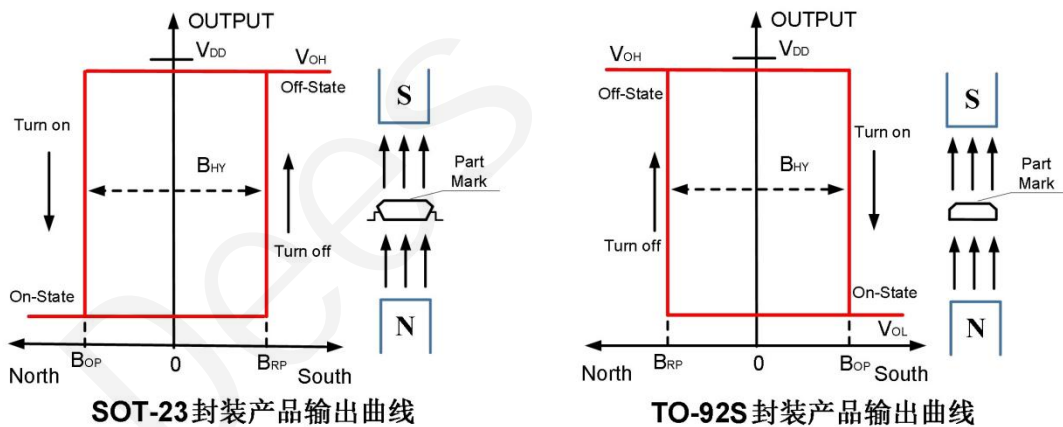 OUTPUT
VDD
VOH
Off-State
S
Turn on
BHY
Part
Mark
Turn off
On-State
N
BOP
0
BRP
North
South
SOT-23封装产品输出曲线
OUTPUT
VOH
VDD
Off-State
S
Turn on
BHY
Part
Mark
Turn off
On-State
VOL
N
BRP
0
BOP
North
South
TO-92S封装产品输出曲线